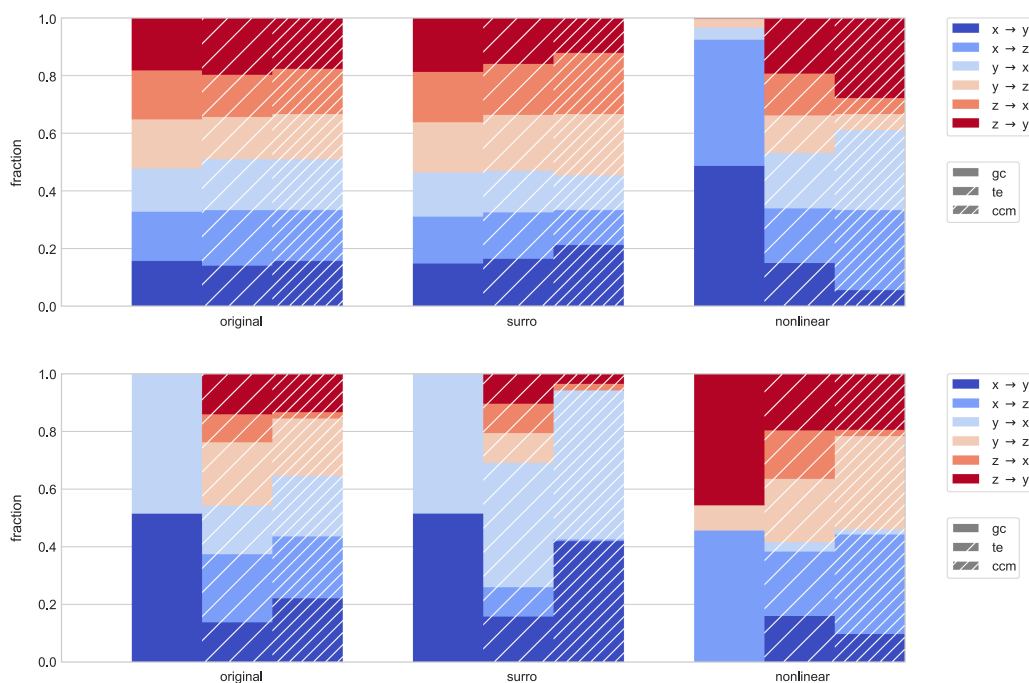 1.0
0.8
0.6
0.4
0.2
0.0
fraction
original
surro
nonlinear
x → y
x → z
y → x
y → z
z → x
z → y
gc
te
ccm
1.0
0.8
0.6
0.4
0.2
0.0
fraction
original
surro
nonlinear
x → y
x → z
y → x
y → z
z → x
z → y
gc
te
ccm